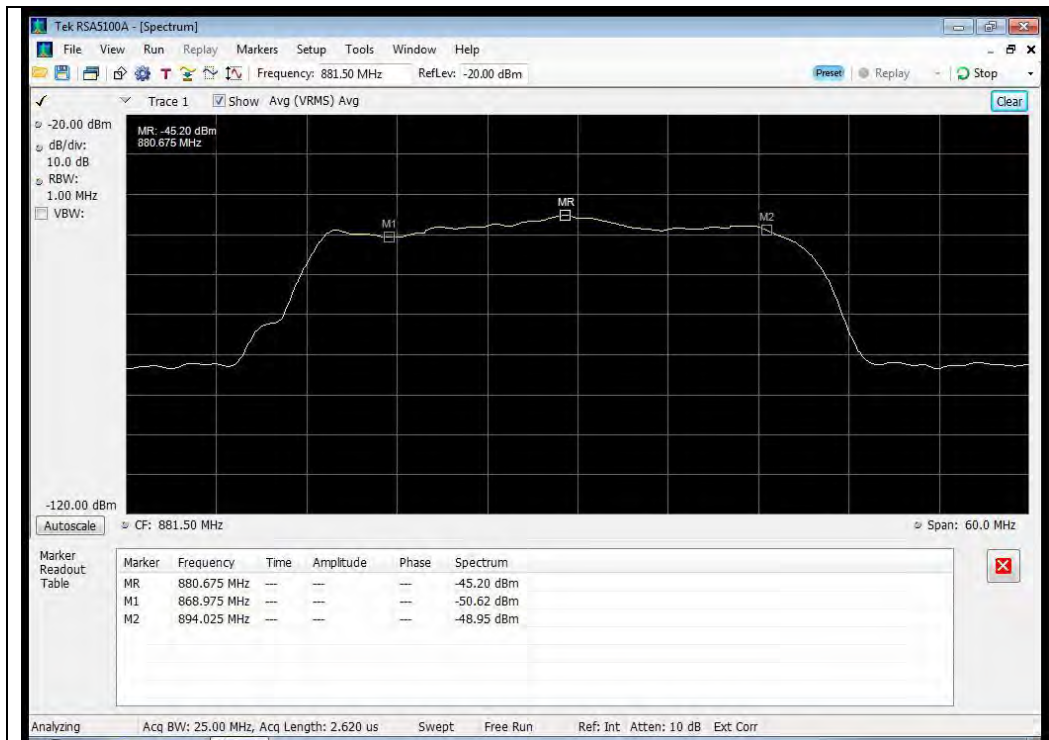 Tek RSA5100A - [Spectrum]
File View Run Replay Markers Setup Tools Window Help
T Frequency: 881.50 MHz RefLev: -20.00 dBm Preset Replay Stop
Trace 1 Show Avg (VRMS) Avg Clear
-20.00 dBm
dB/div:
10.0 dB
RBW:
1.00 MHz
VBW:
MR: -45.20 dBm
880.675 MHz
M1
MR
M2
-120.00 dBm
Autoscale CF: 881.50 MHz Span: 60.0 MHz
Marker
Readout
Table
Marker Frequency Time Amplitude Phase Spectrum
MR 880.675 MHz --- --- --- -45.20 dBm
M1 868.975 MHz --- --- --- -50.62 dBm
M2 894.025 MHz --- --- --- -48.95 dBm
Analyzing Acq BW: 25.00 MHz, Acq Length: 2.620 us Swept Free Run Ref: Int Atten: 10 dB Ext Corr